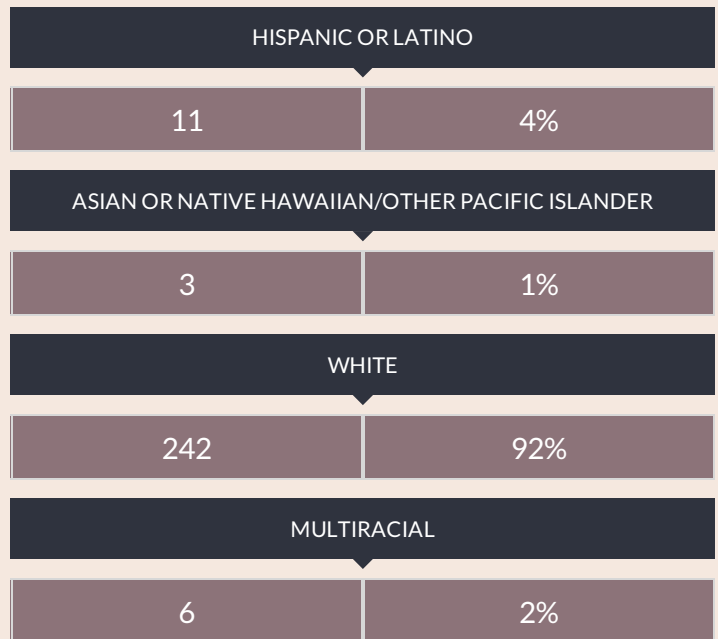 HISPANIC OR LATINO
11 4%
ASIAN OR NATIVE HAWAIIAN/OTHER PACIFIC ISLANDER
3 1%
WHITE
242 92%
MULTIRACIAL
6 2%